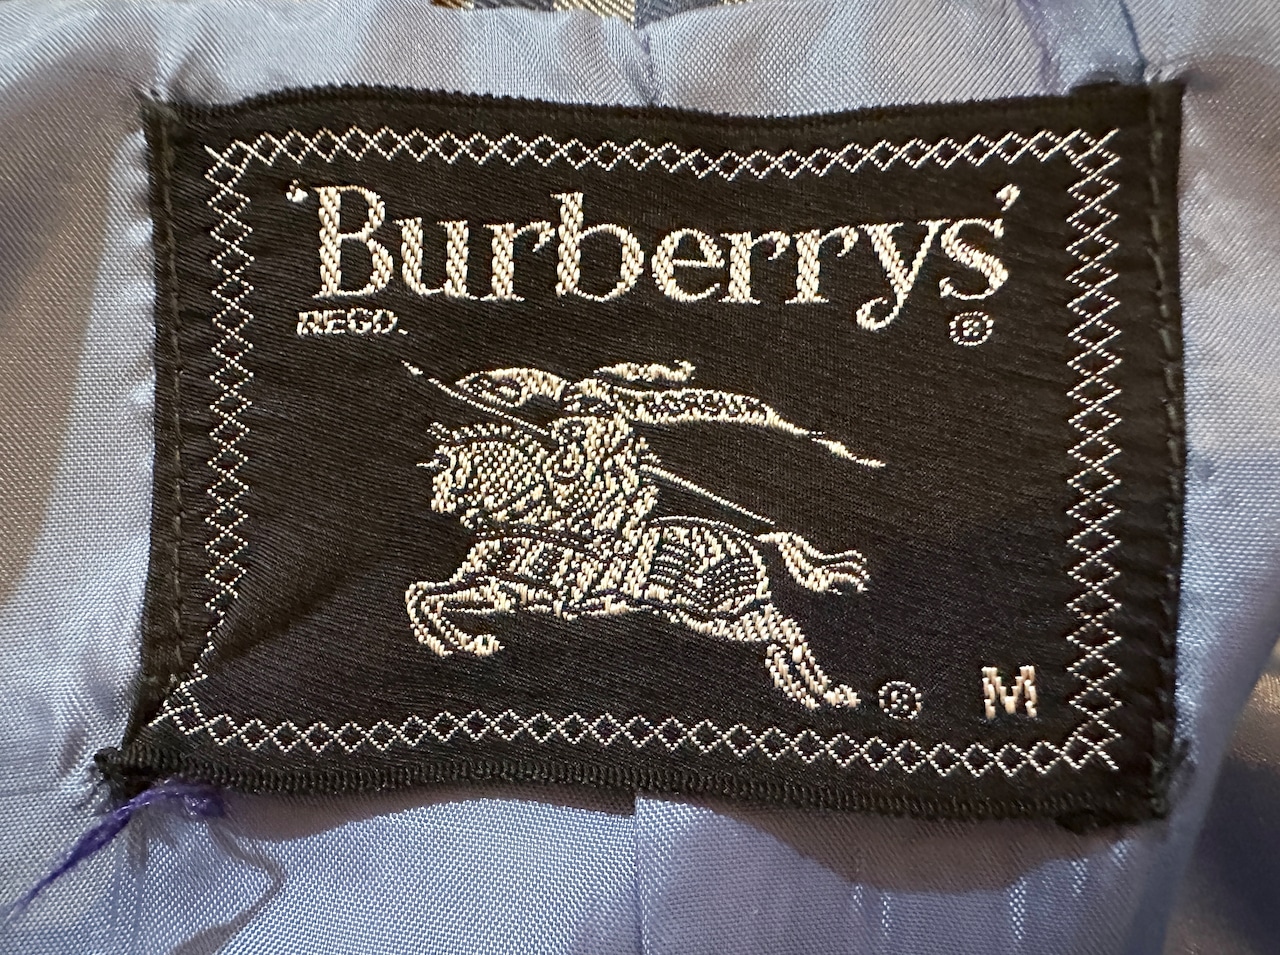 'Burberrys'
REGD.
®
® M